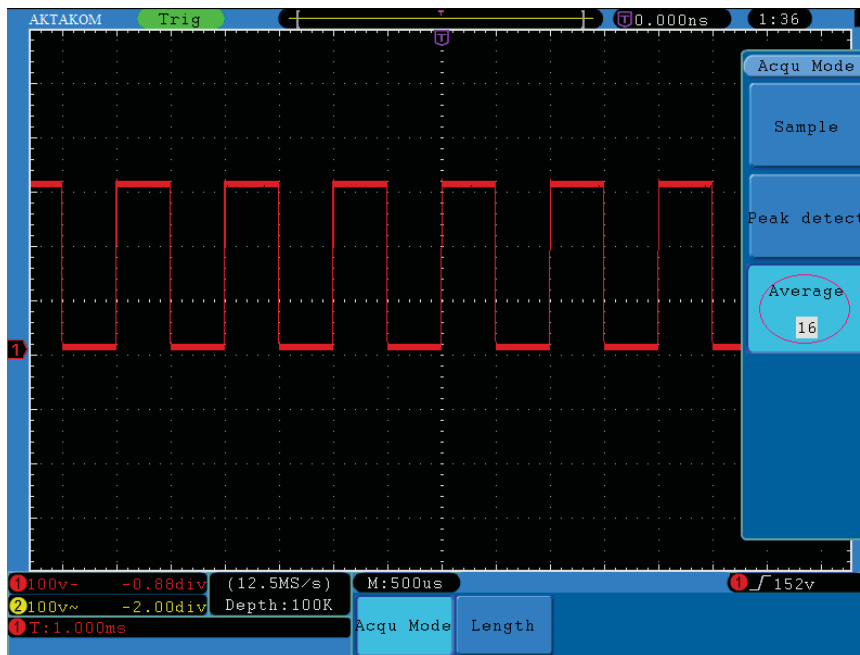 AKTAKOM Trig T T 0.000ns 1:36
T
Acqu Mode
Sample
Peak detect
Average
16
1
1 100v- -0.88div (12.5MS/s) M:500us 1 152v
2 100v~ -2.00div Depth:100K
1 T:1.000ms
Acqu Mode Length